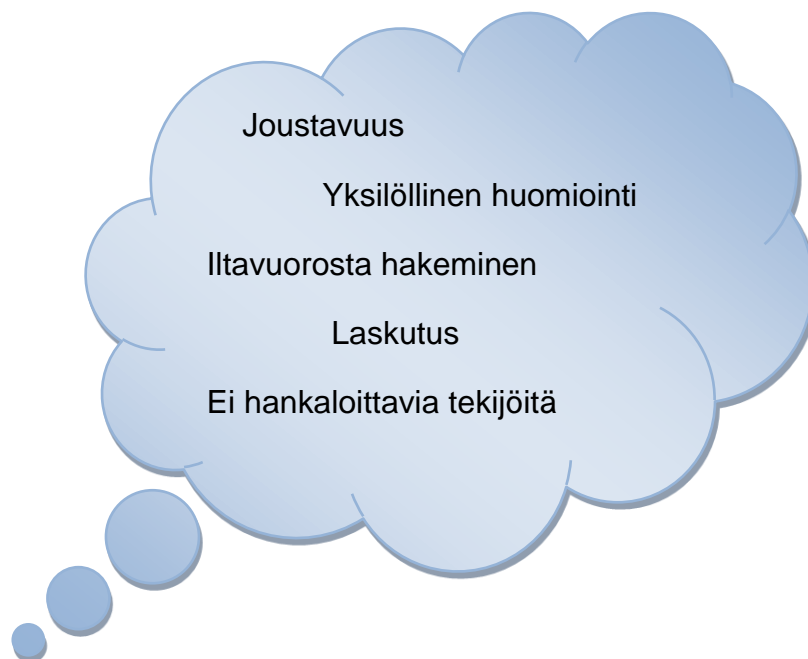 Joustavuus
Yksilöllinen huomiointi
Iltavuorosta hakeminen
Laskutus
Ei hankaloittavia tekijöitä